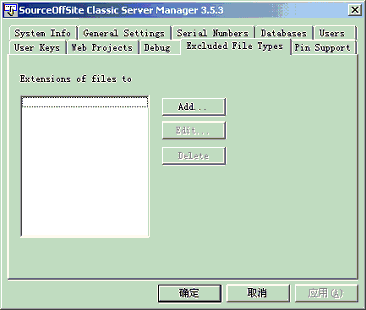 SourceOffSite Classic Server Manager 3.5.3
System Info General Settings Serial Numbers Databases Users
User Keys Web Projects Debug Excluded File Types Pin Support
Extensions of files to
Add...
Edit...
Delete
确定 取消 应用(A)